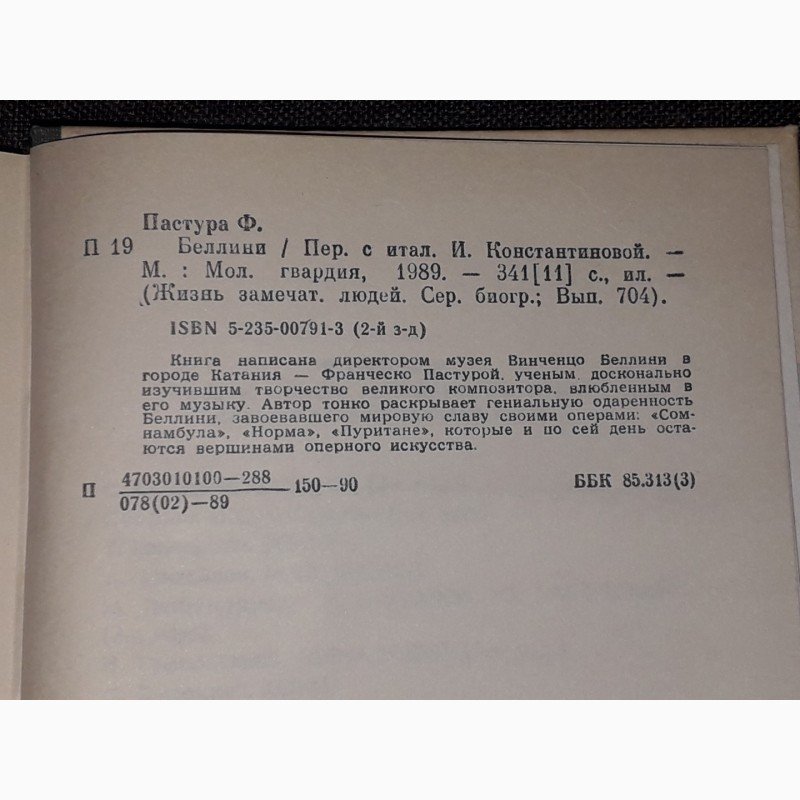 Пастура Ф.
П 19 Беллини / Пер. с итал. И. Константиновой. —
М. : Мол. гвардия, 1989. — 341[11] с., ил. —
(Жизнь замечат. людей. Сер. биогр.; Вып. 704).
ISBN 5-235-00791-3 (2-й з-д)
Книга написана директором музея Винченцо Беллини в
городе Катания — Франческо Пастурой, ученым, досконально
изучившим творчество великого композитора, влюбленным в
его музыку. Автор тонко раскрывает гениальную одаренность
Беллини, завоевавшего мировую славу своими операми: «Сом-
намбула», «Норма», «Пуритане», которые и по сей день оста-
ются вершинами оперного искусства.
П 4703010100—288
078(02)—89
150—90
ББК 85.313(3)